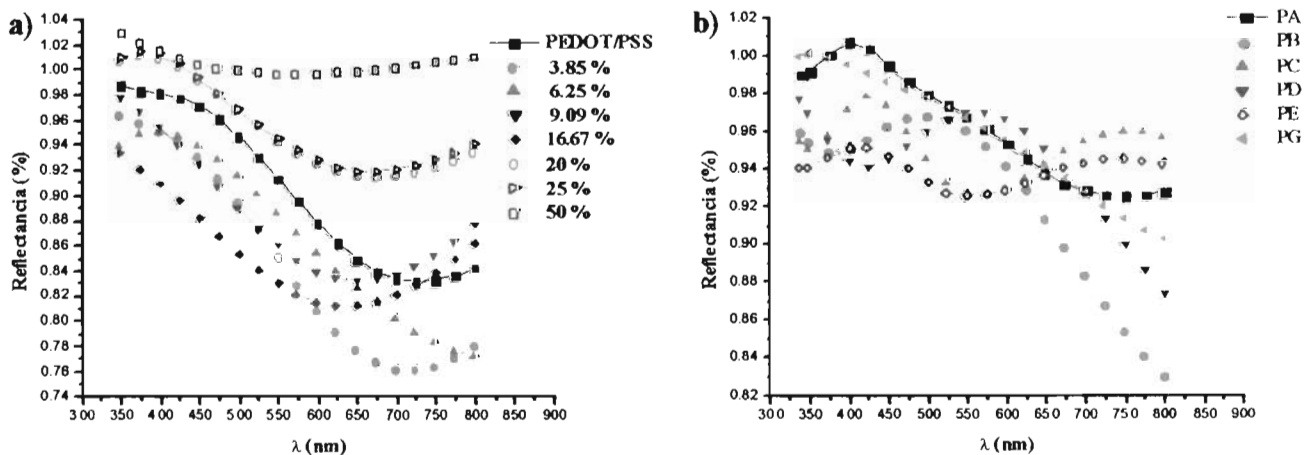 a)
1.04
1.02
1.00
0.98
0.96
0.94
0.92
0.90
0.88
0.86
0.84
0.82
0.80
0.78
0.76
0.74
Reflectancia (%)
300 350 400 450 500 550 600 650 700 750 800 850 900
λ (nm)
PEDOT/PSS
3.85 %
6.25 %
9.09 %
16.67 %
20 %
25 %
50 %
b)
1.02
1.00
0.98
0.96
0.94
0.92
0.90
0.88
0.86
0.84
0.82
Reflectancia (%)
300 350 400 450 500 550 600 650 700 750 800 850 900
λ (nm)
PA
PB
PC
PD
PE
PG